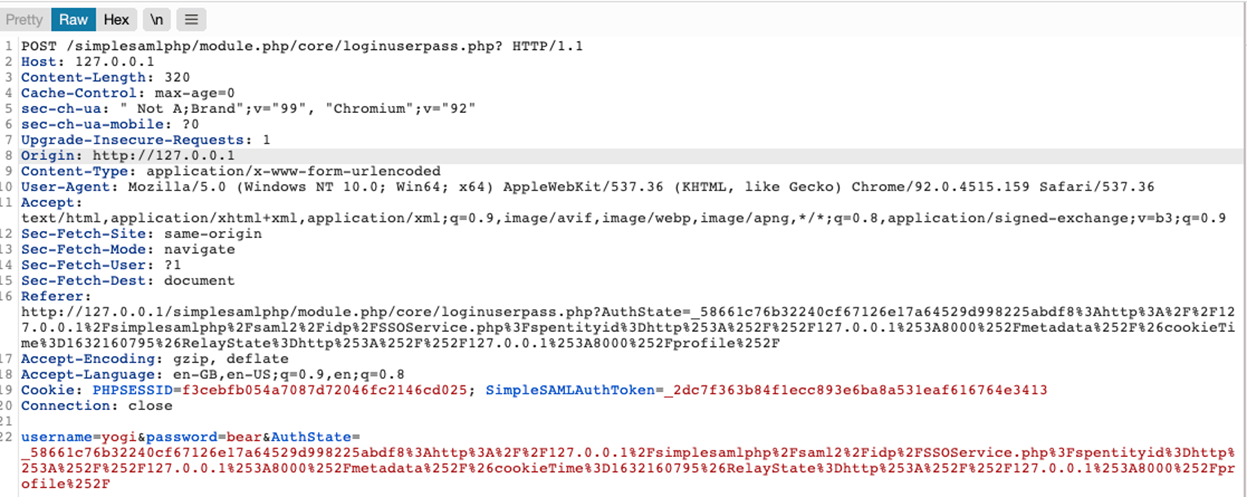 Pretty Raw Hex \n ≡
1 POST /simplesamlphp/module.php/core/loginuserpass.php? HTTP/1.1
2 Host: 127.0.0.1
3 Content-Length: 320
4 Cache-Control: max-age=0
5 sec-ch-ua: " Not A;Brand";v="99", "Chromium";v="92"
6 sec-ch-ua-mobile: ?0
7 Upgrade-Insecure-Requests: 1
8 Origin: http://127.0.0.1
9 Content-Type: application/x-www-form-urlencoded
10 User-Agent: Mozilla/5.0 (Windows NT 10.0; Win64; x64) AppleWebKit/537.36 (KHTML, like Gecko) Chrome/92.0.4515.159 Safari/537.36
11 Accept:
text/html,application/xhtml+xml,application/xml;q=0.9,image/avif,image/webp,image/apng,*/*;q=0.8,application/signed-exchange;v=b3;q=0.9
12 Sec-Fetch-Site: same-origin
13 Sec-Fetch-Mode: navigate
14 Sec-Fetch-User: ?1
15 Sec-Fetch-Dest: document
16 Referer:
http://127.0.0.1/simplesamlphp/module.php/core/loginuserpass.php?AuthState=_58661c76b32240cf67126e17a64529d998225abdf8%3Ahttp%3A%2F%2F12
7.0.0.1%2Fsimplesamlphp%2Fsaml2%2Fidp%2FSSOService.php%3Fspentityid%3Dhttp%253A%252F%252F127.0.0.1%253A8000%252Fmetadata%252F%26cookieTi
me%3D1632160795%26RelayState%3Dhttp%253A%252F%252F127.0.0.1%253A8000%252Fprofile%252F
17 Accept-Encoding: gzip, deflate
18 Accept-Language: en-GB,en-US;q=0.9,en;q=0.8
19 Cookie: PHPSESSID=f3cebfb054a7087d72046fc2146cd025; SimpleSAMLAuthToken=_2dc7f363b84f1ecc893e6ba8a531eaf616764e3413
20 Connection: close
21
22 username=yogi&password=bear&AuthState=
_58661c76b32240cf67126e17a64529d998225abdf8%3Ahttp%3A%2F%2F127.0.0.1%2Fsimplesamlphp%2Fsaml2%2Fidp%2FSSOService.php%3Fspentityid%3Dhttp%
253A%252F%252F127.0.0.1%253A8000%252Fmetadata%252F%26cookieTime%3D1632160795%26RelayState%3Dhttp%253A%252F%252F127.0.0.1%253A8000%252Fpr
ofile%252F